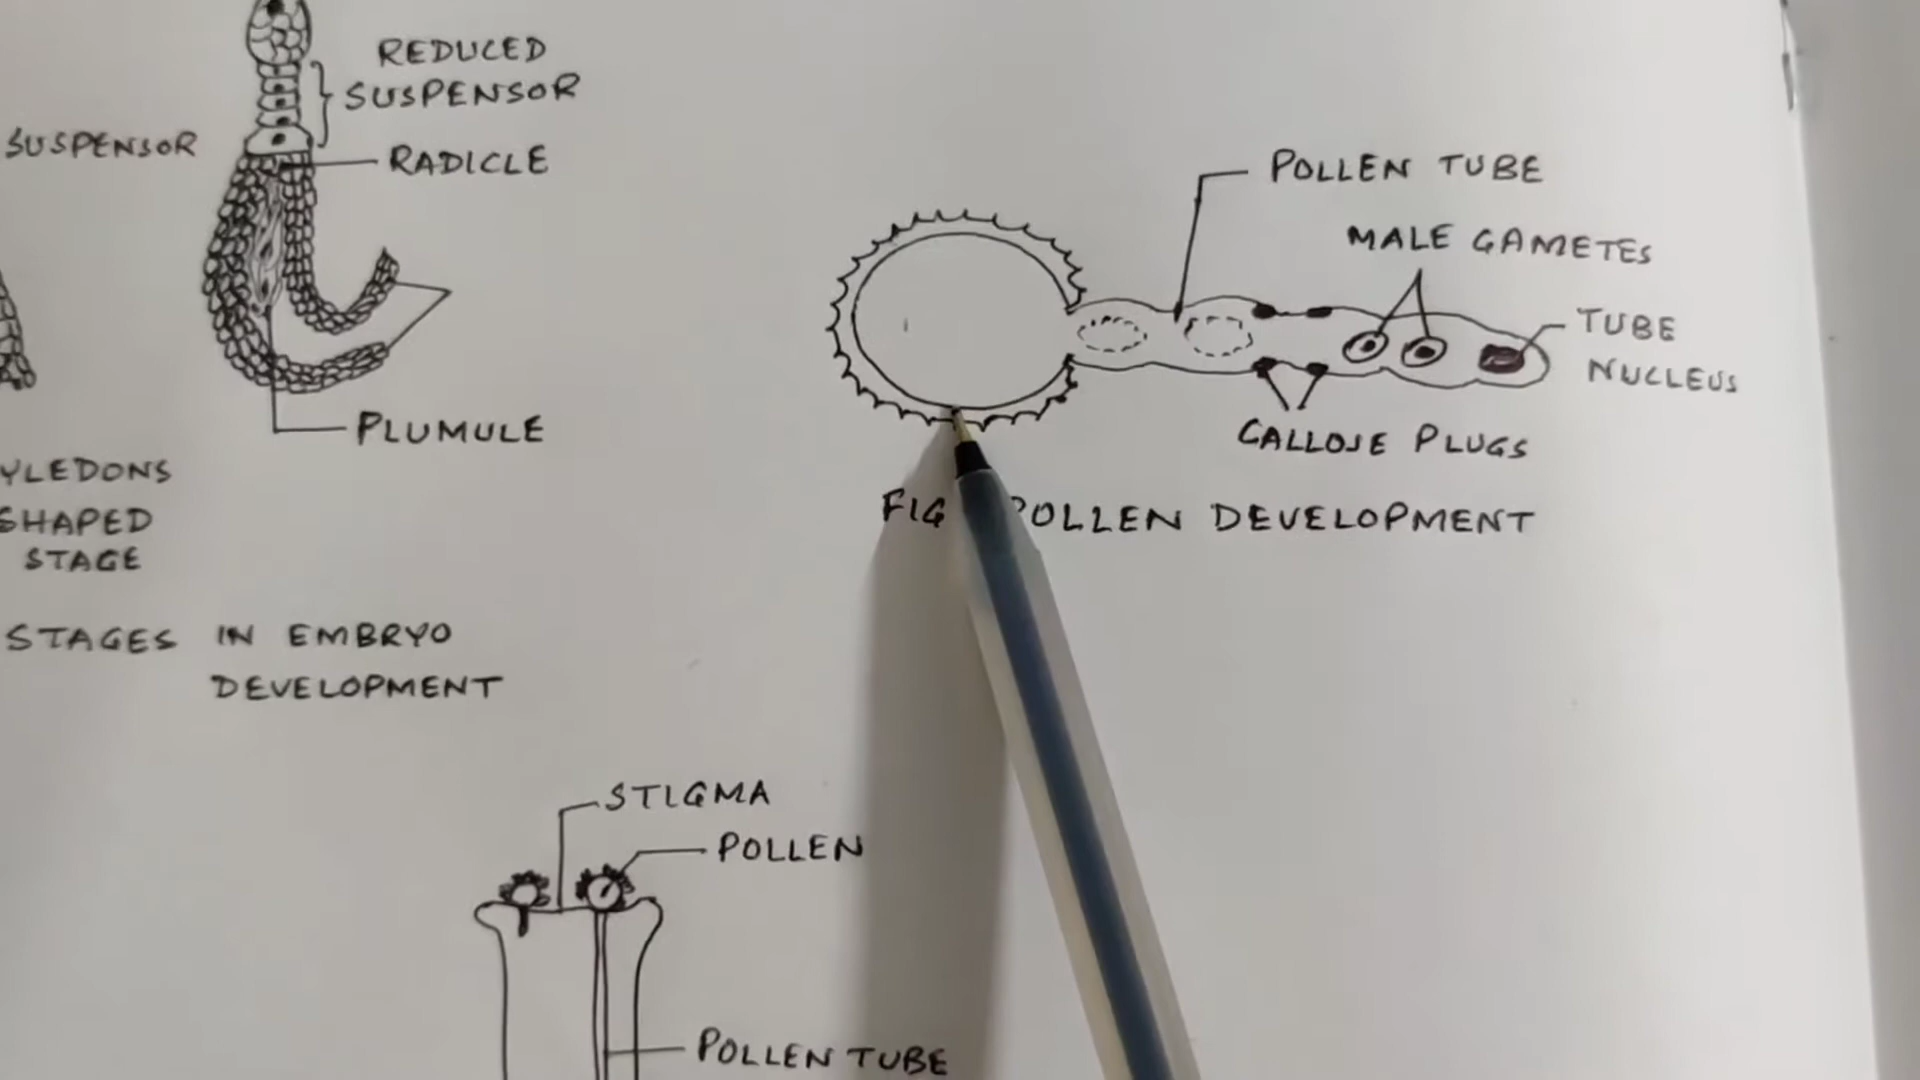 REDUCED
SUSPENSOR
SUSPENSOR
RADICLE
PLUMULE
YLEDONS
SHAPED
STAGE
STAGES IN EMBRYO
DEVELOPMENT
POLLEN TUBE
MALE GAMETES
TUBE
NUCLEUS
CALLOSE PLUGS
FIG POLLEN DEVELOPMENT
STIGMA
POLLEN
POLLEN TUBE